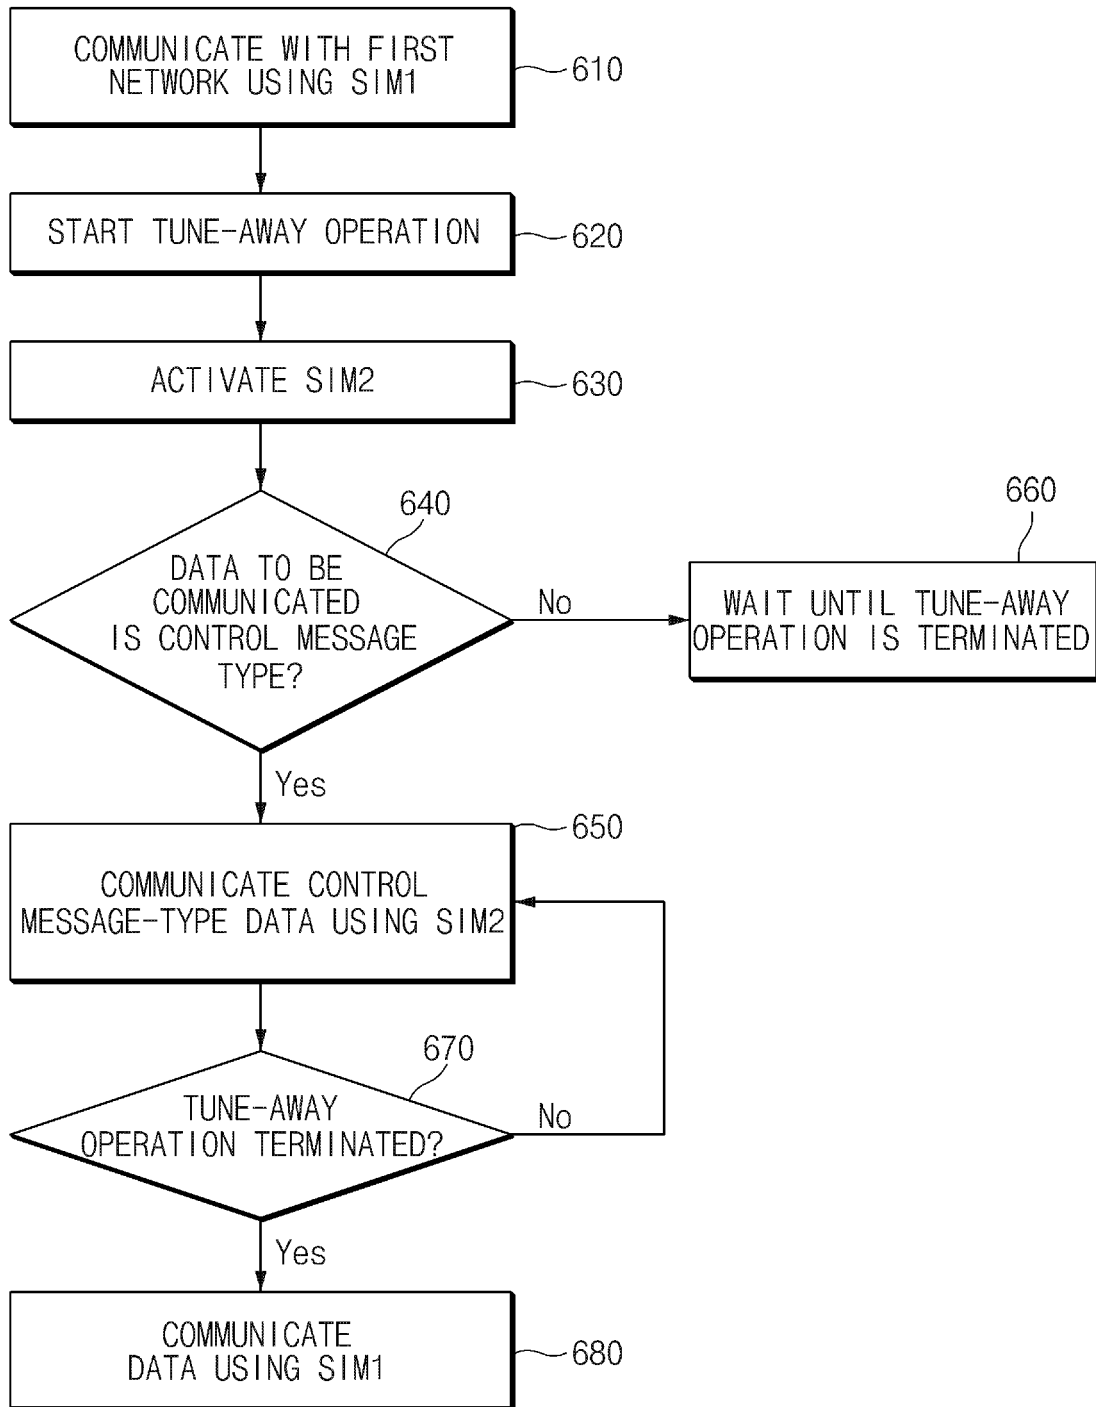 COMMUNICATE WITH FIRST
NETWORK USING SIM1
610
START TUNE-AWAY OPERATION
620
ACTIVATE SIM2
630
640
DATA TO BE
COMMUNICATED
IS CONTROL MESSAGE
TYPE?
No
660
WAIT UNTIL TUNE-AWAY
OPERATION IS TERMINATED
Yes
650
COMMUNICATE CONTROL
MESSAGE-TYPE DATA USING SIM2
670
TUNE-AWAY
OPERATION TERMINATED?
No
Yes
COMMUNICATE
DATA USING SIM1
680